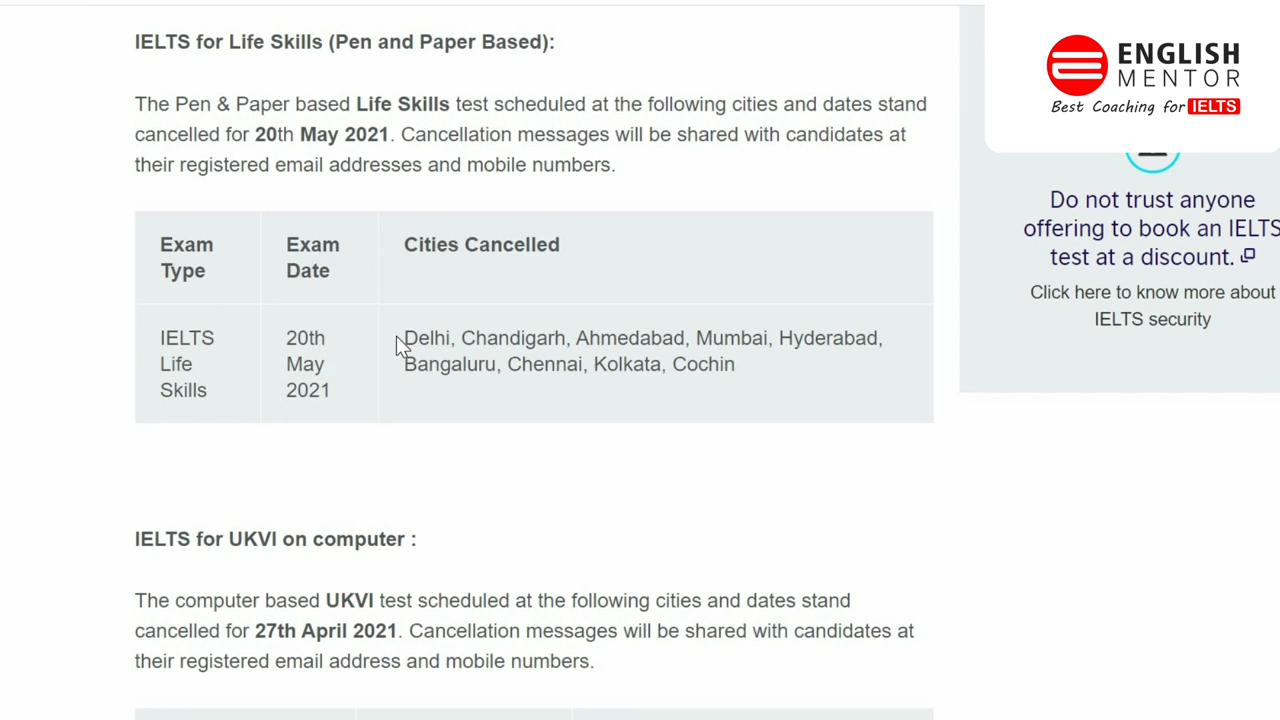 IELTS for Life Skills (Pen and Paper Based):
The Pen & Paper based Life Skills test scheduled at the following cities and dates stand
cancelled for 20th May 2021. Cancellation messages will be shared with candidates at
their registered email addresses and mobile numbers.
Exam
Type
Exam
Date
Cities Cancelled
IELTS
Life
Skills
20th
May
2021
Delhi, Chandigarh, Ahmedabad, Mumbai, Hyderabad,
Bangaluru, Chennai, Kolkata, Cochin
IELTS for UKVI on computer :
The computer based UKVI test scheduled at the following cities and dates stand
cancelled for 27th April 2021. Cancellation messages will be shared with candidates at
their registered email address and mobile numbers.
ENGLISH
MENTOR
Best Coaching for IELTS
Do not trust anyone
offering to book an IELTS
test at a discount.
Click here to know more about
IELTS security